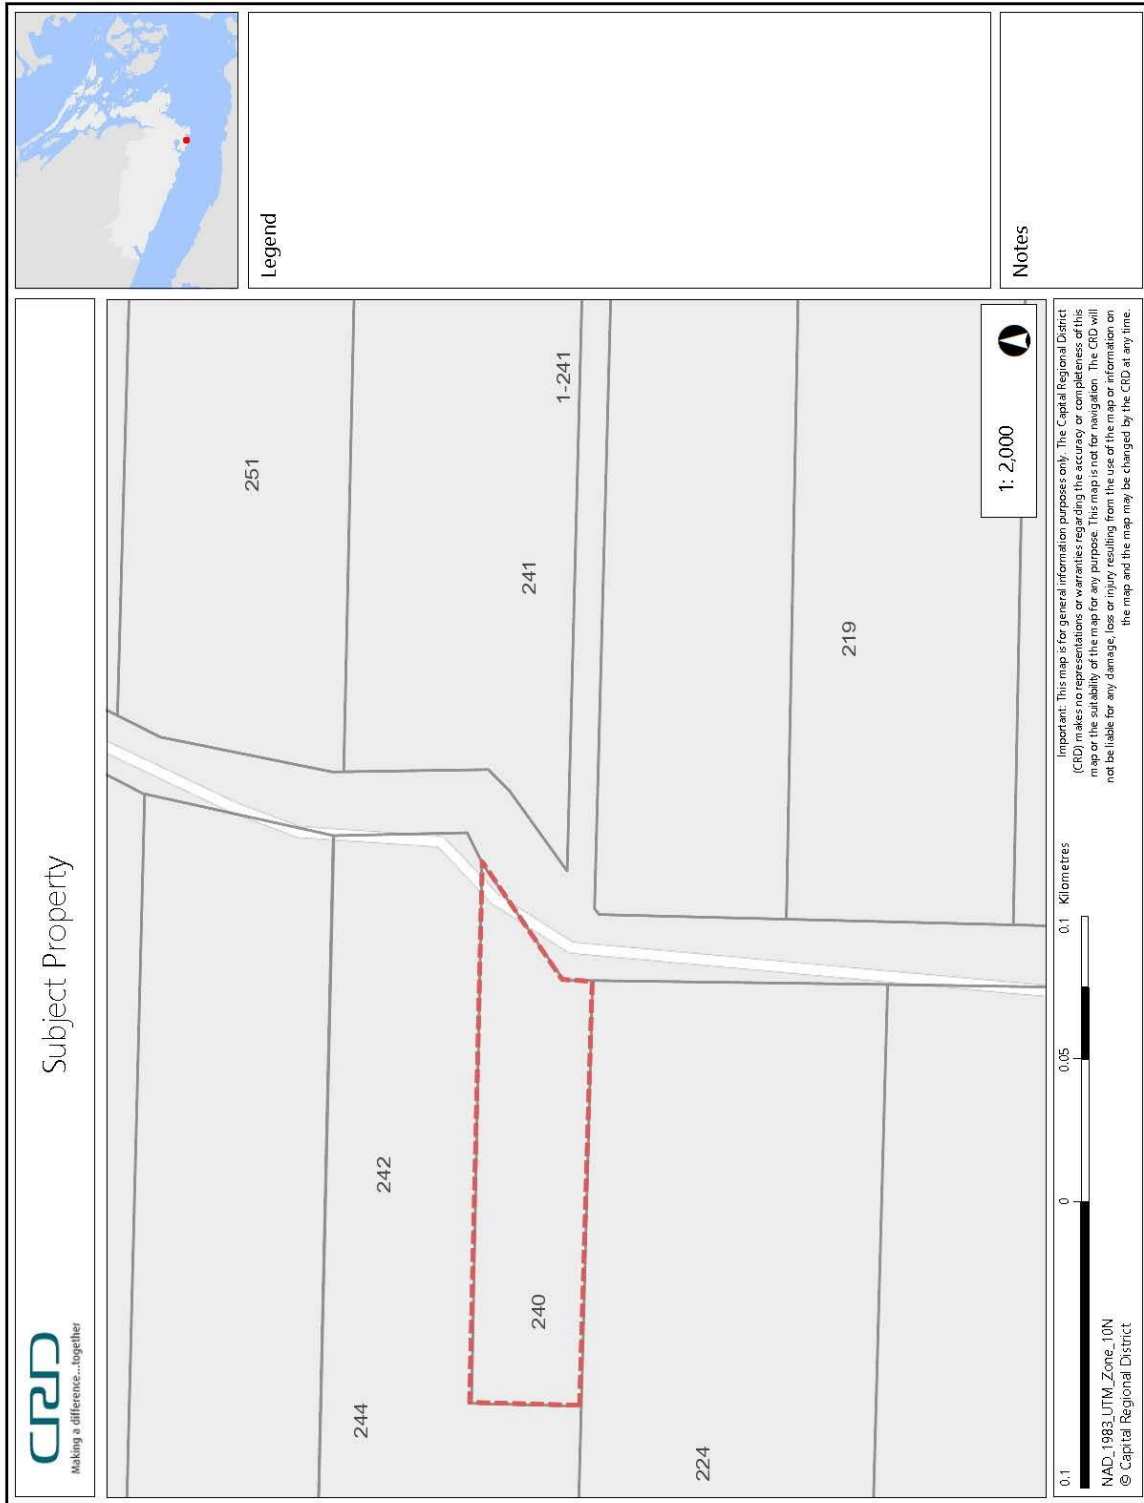 CRD
Making a difference...together
Subject Property
Legend
Notes
251
1-241
241
219
242
244
240
224
1: 2,000
0.1
0
0.05
0.1 Kilometres
NAD_1983_UTM_Zone_10N
© Capital Regional District
Important: This map is for general information purposes only. The Capital Regional District
(CRD) makes no representations or warranties regarding the accuracy or completeness of this
map or the suitability of the map for any purpose. This map is not for navigation. The CRD will
not be liable for any damage, loss or injury resulting from the use of the map or information on
the map and the map may be changed by the CRD at any time.